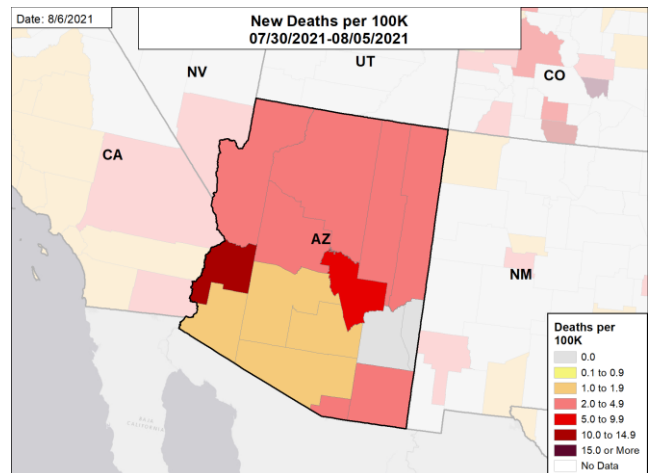 Date: 8/6/2021
New Deaths per 100K
07/30/2021-08/05/2021
NV
UT
CO
CA
AZ
NM
BAJA
CALIFORNIA
Deaths per
100K
0.0
0.1 to 0.9
1.0 to 1.9
2.0 to 4.9
5.0 to 9.9
10.0 to 14.9
15.0 or More
No Data